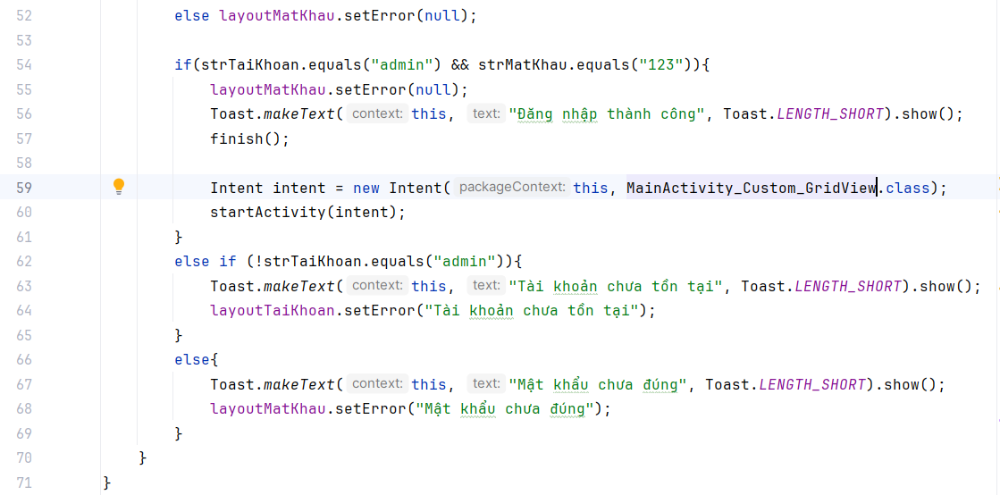 52 else layoutMatKhau.setError(null);
53
54 if(strTaiKhoan.equals("admin") && strMatKhau.equals("123")){
55 layoutMatKhau.setError(null);
56 Toast.makeText( context: this, text: "Đăng nhập thành công", Toast.LENGTH_SHORT).show();
57 finish();
58
59 Intent intent = new Intent( packageContext: this, MainActivity_Custom_GridView.class);
60 startActivity(intent);
61 }
62 else if (!strTaiKhoan.equals("admin")){
63 Toast.makeText( context: this, text: "Tài khoản chưa tồn tại", Toast.LENGTH_SHORT).show();
64 layoutTaiKhoan.setError("Tài khoản chưa tồn tại");
65 }
66 else{
67 Toast.makeText( context: this, text: "Mật khẩu chưa đúng", Toast.LENGTH_SHORT).show();
68 layoutMatKhau.setError("Mật khẩu chưa đúng");
69 }
70 }
71 }